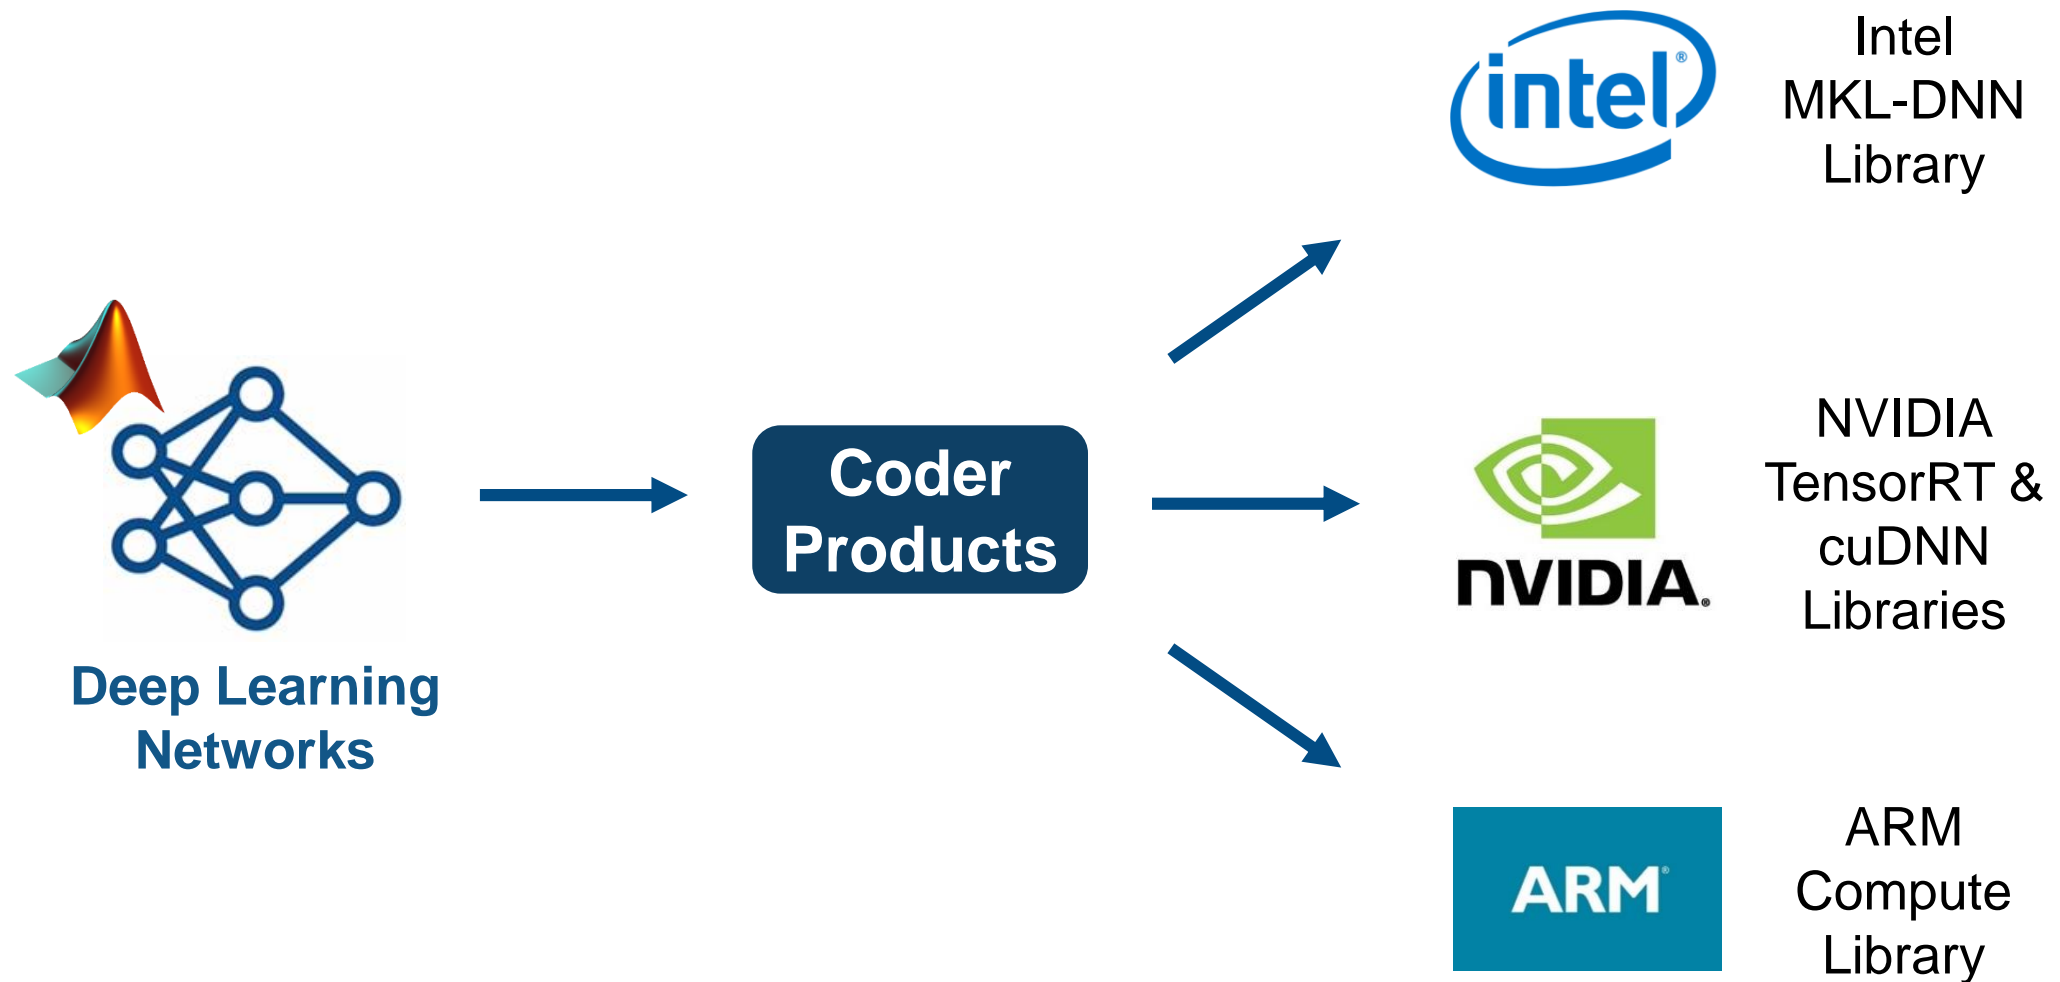 intel®
Intel
MKL-DNN
Library
Deep Learning
Networks
Coder
Products
NVIDIA®
NVIDIA
TensorRT &
cuDNN
Libraries
ARM®
ARM
Compute
Library